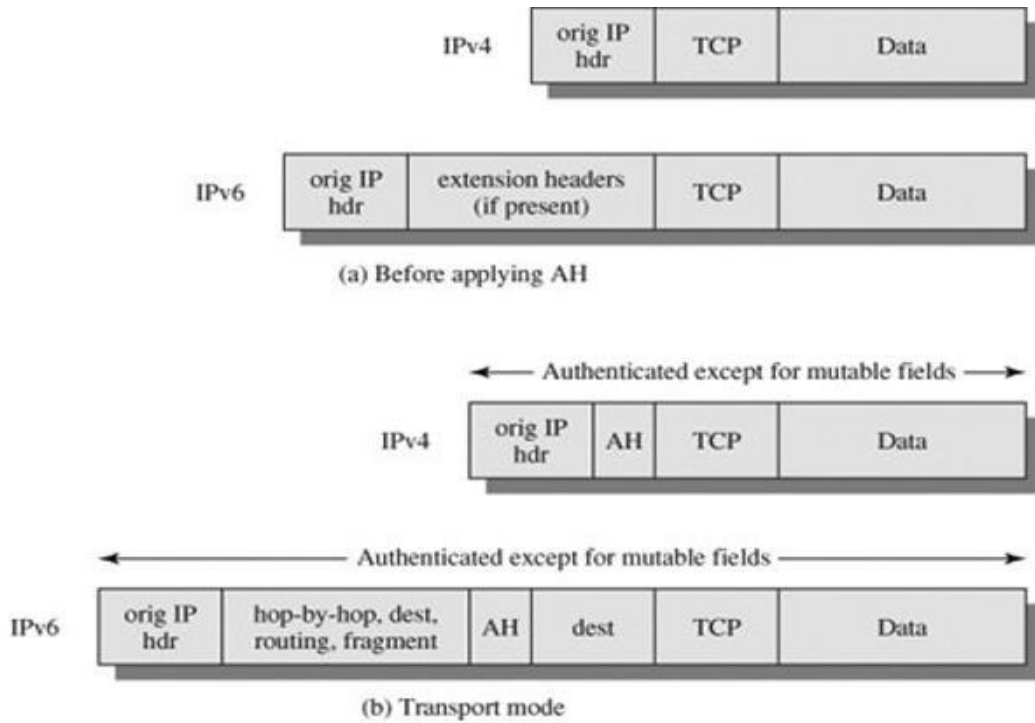 IPv4
orig IP
hdr
TCP
Data
IPv6
orig IP
hdr
extension headers
(if present)
TCP
Data
(a) Before applying AH
Authenticated except for mutable fields
IPv4
orig IP
hdr
AH
TCP
Data
Authenticated except for mutable fields
IPv6
orig IP
hdr
hop-by-hop, dest,
routing, fragment
AH
dest
TCP
Data
(b) Transport mode